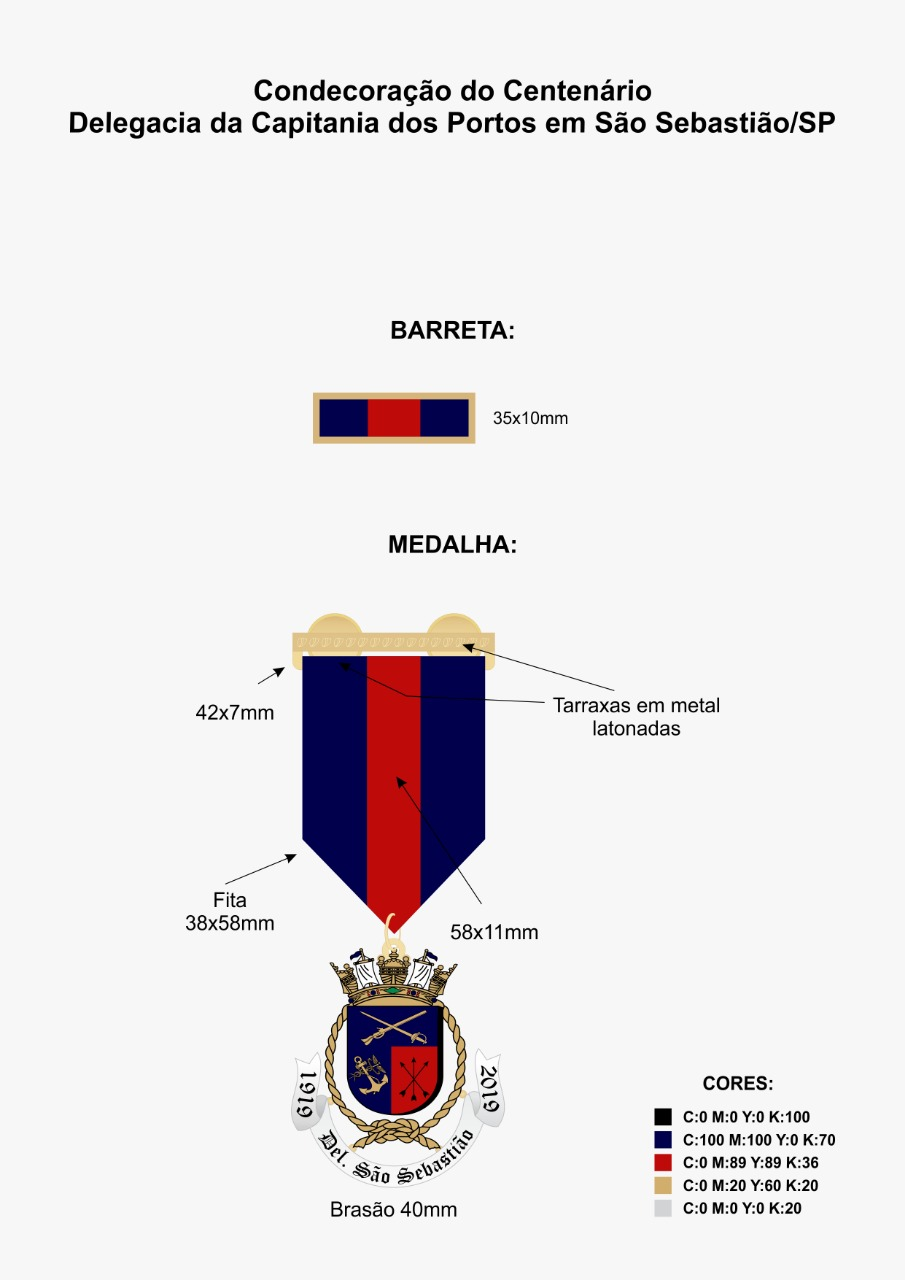 Condecoração do Centenário
Delegacia da Capitania dos Portos em São Sebastião/SP
BARRETA:
35x10mm
MEDALHA:
42x7mm
Tarraxas em metal
latonadas
Fita
38x58mm
58x11mm
1919
2019
Del. São Sebastião
Brasão 40mm
CORES:
C:0 M:0 Y:0 K:100
C:100 M:100 Y:0 K:70
C:0 M:89 Y:89 K:36
C:0 M:20 Y:60 K:20
C:0 M:0 Y:0 K:20